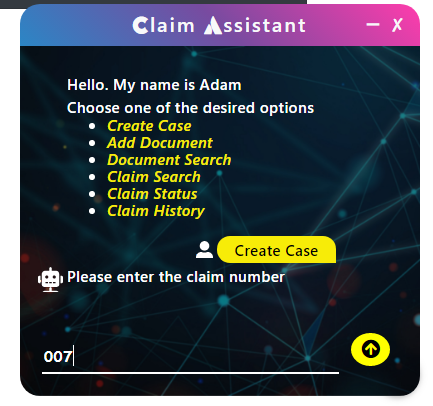 Claim Assistant
– X
Hello. My name is Adam
Choose one of the desired options
Create Case
Add Document
Document Search
Claim Search
Claim Status
Claim History
Create Case
Please enter the claim number
007